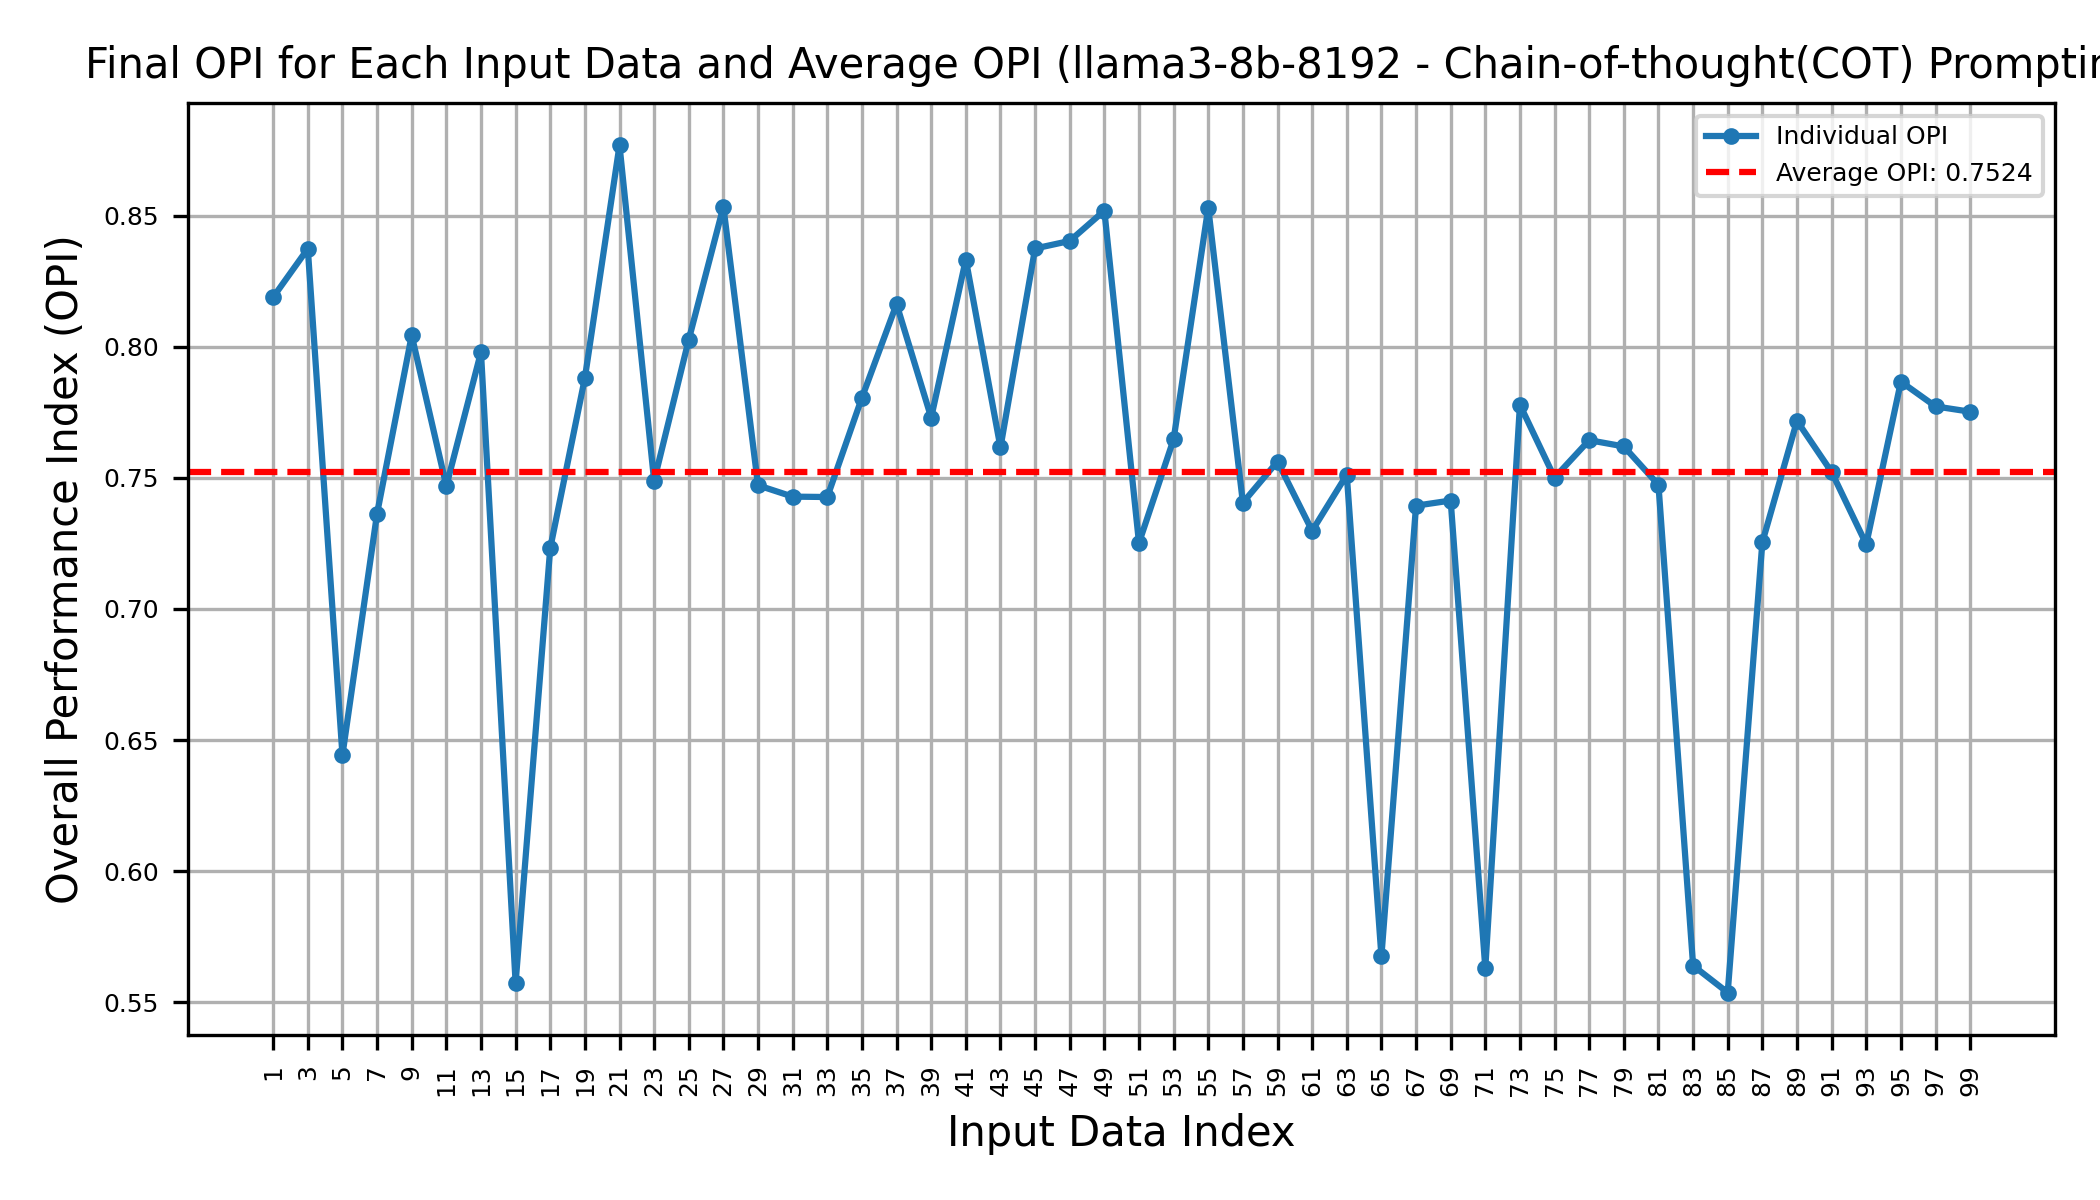 Final OPI for Each Input Data and Average OPI (llama3-8b-8192 - Chain-of-thought(COT) Promptin
Individual OPI
Average OPI: 0.7524
Overall Performance Index (OPI)
0.85
0.80
0.75
0.70
0.65
0.60
0.55
1 3 5 7 9 11 13 15 17 19 21 23 25 27 29 31 33 35 37 39 41 43 45 47 49 51 53 55 57 59 61 63 65 67 69 71 73 75 77 79 81 83 85 87 89 91 93 95 97 99
Input Data Index